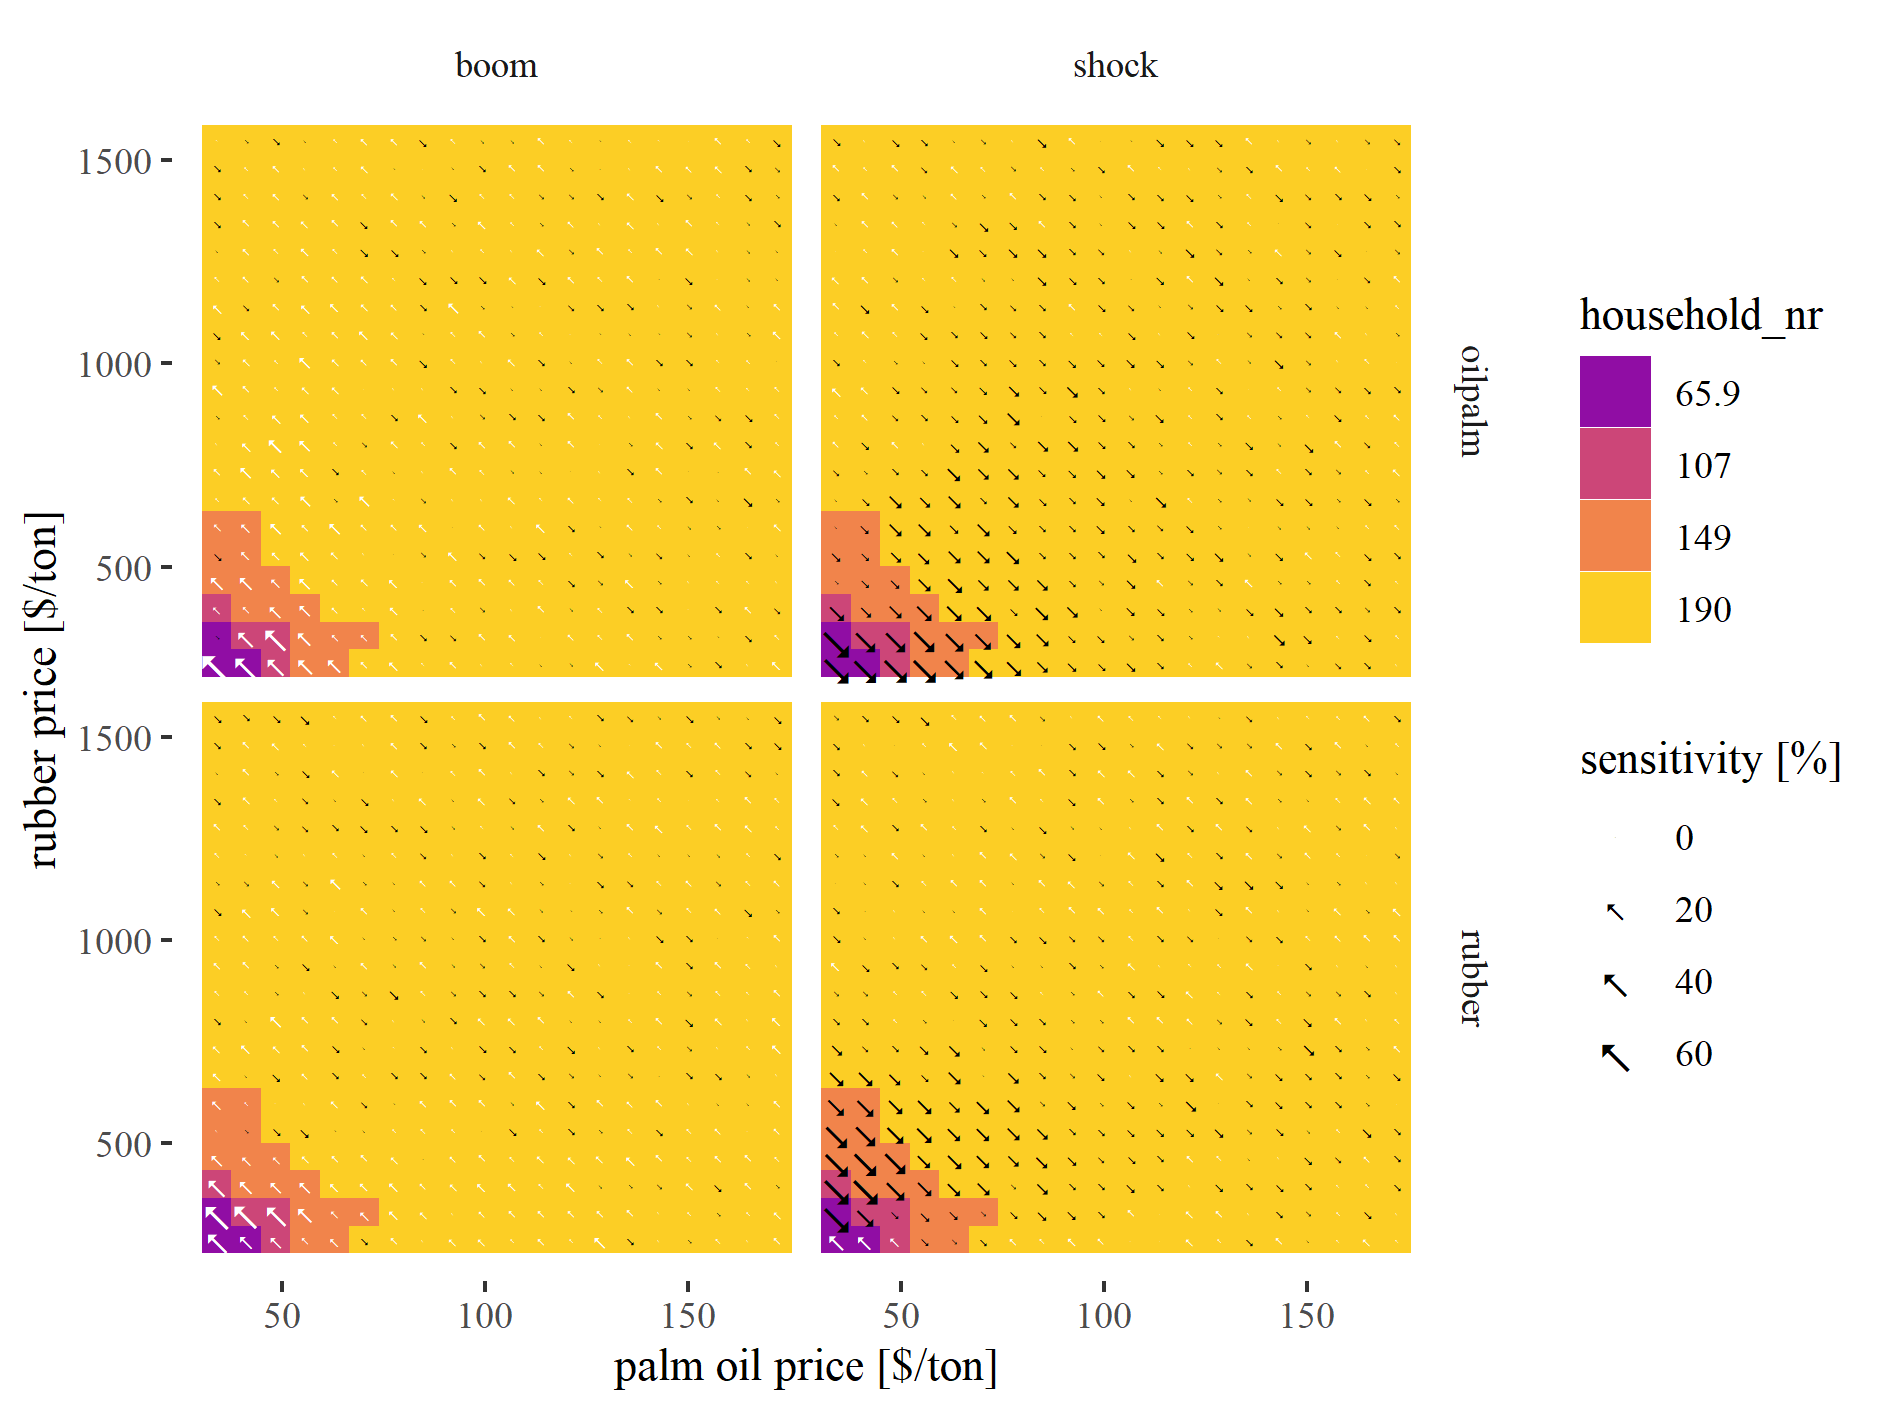 boom
shock
1500
1000
500
oilpalm
1500
1000
500
rubber
50
100
150
50
100
150
palm oil price [$/ton]
rubber price [$/ton]
household_nr
65.9
107
149
190
sensitivity [%]
0
20
40
60